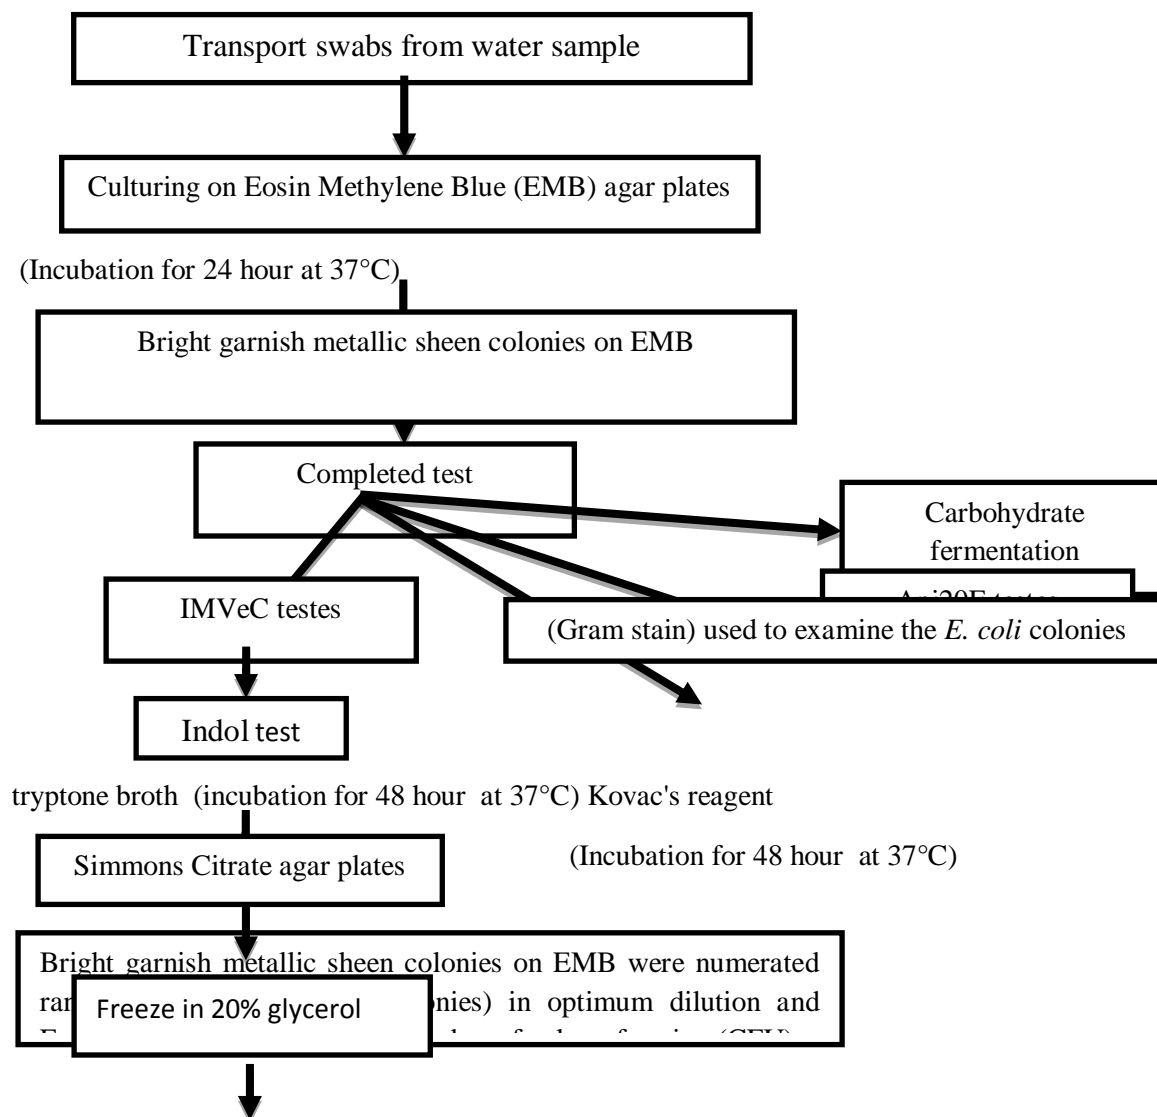 Transport swabs from water sample
Culturing on Eosin Methylene Blue (EMB) agar plates
(Incubation for 24 hour at 37°C)
Bright garnish metallic sheen colonies on EMB
Completed test
Carbohydrate
fermentation
IMVeC testes
(Gram stain) used to examine the E. coli colonies
Indol test
tryptone broth (incubation for 48 hour at 37°C) Kovac's reagent
Simmons Citrate agar plates
(Incubation for 48 hour at 37°C)
Bright garnish metallic sheen colonies on EMB were numerated
in optimum dilution and
Freeze in 20% glycerol